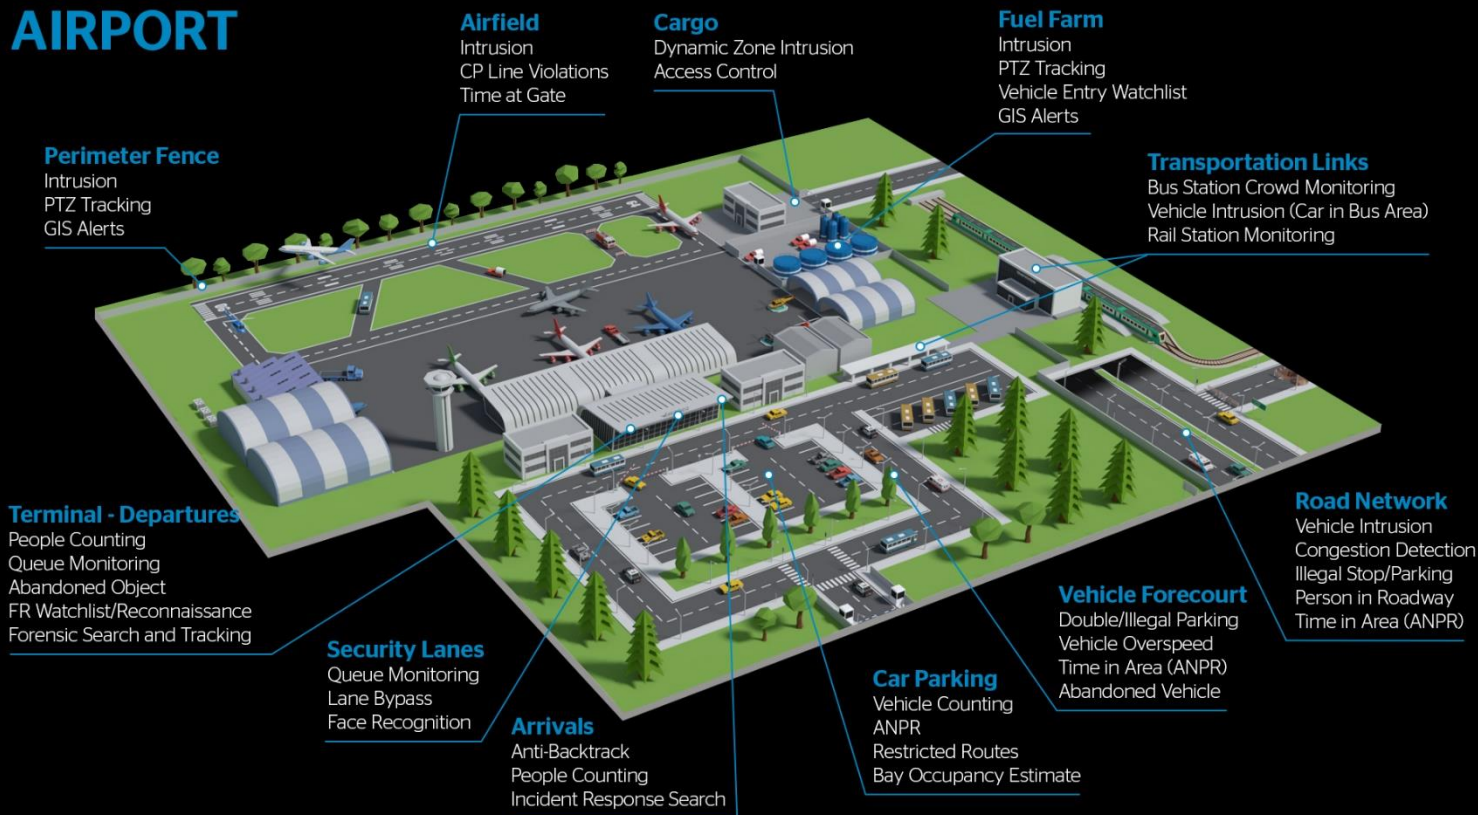 AIRPORT
Airfield
Intrusion
CP Line Violations
Time at Gate
Cargo
Dynamic Zone Intrusion
Access Control
Fuel Farm
Intrusion
PTZ Tracking
Vehicle Entry Watchlist
GIS Alerts
Perimeter Fence
Intrusion
PTZ Tracking
GIS Alerts
Transportation Links
Bus Station Crowd Monitoring
Vehicle Intrusion (Car in Bus Area)
Rail Station Monitoring
Terminal - Departures
People Counting
Queue Monitoring
Abandoned Object
FR Watchlist/Reconnaissance
Forensic Search and Tracking
Security Lanes
Queue Monitoring
Lane Bypass
Face Recognition
Arrivals
Anti-Backtrack
People Counting
Incident Response Search
Car Parking
Vehicle Counting
ANPR
Restricted Routes
Bay Occupancy Estimate
Vehicle Forecourt
Double/Illegal Parking
Vehicle Overspeed
Time in Area (ANPR)
Abandoned Vehicle
Road Network
Vehicle Intrusion
Congestion Detection
Illegal Stop/Parking
Person in Roadway
Time in Area (ANPR)